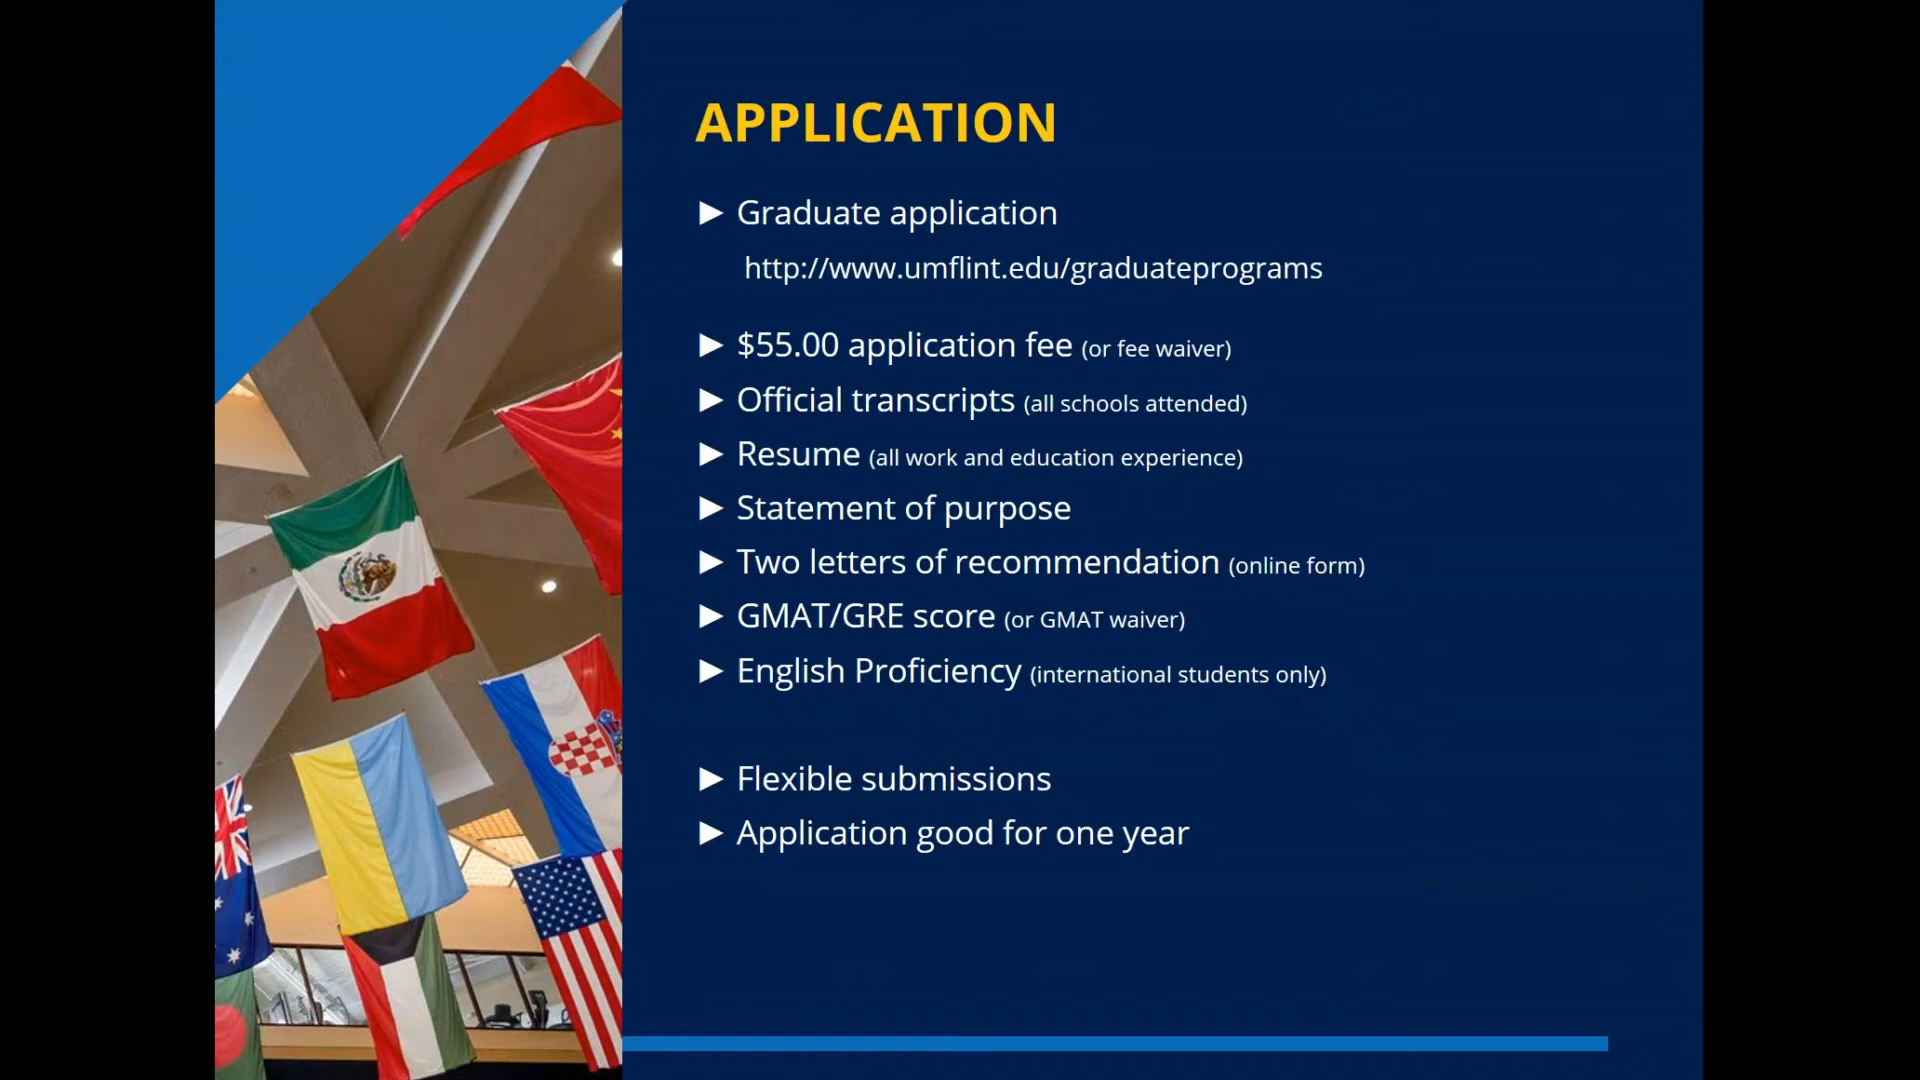 APPLICATION
► Graduate application
http://www.umflint.edu/graduateprograms
► $55.00 application fee (or fee waiver)
► Official transcripts (all schools attended)
► Resume (all work and education experience)
► Statement of purpose
► Two letters of recommendation (online form)
► GMAT/GRE score (or GMAT waiver)
► English Proficiency (international students only)
► Flexible submissions
► Application good for one year